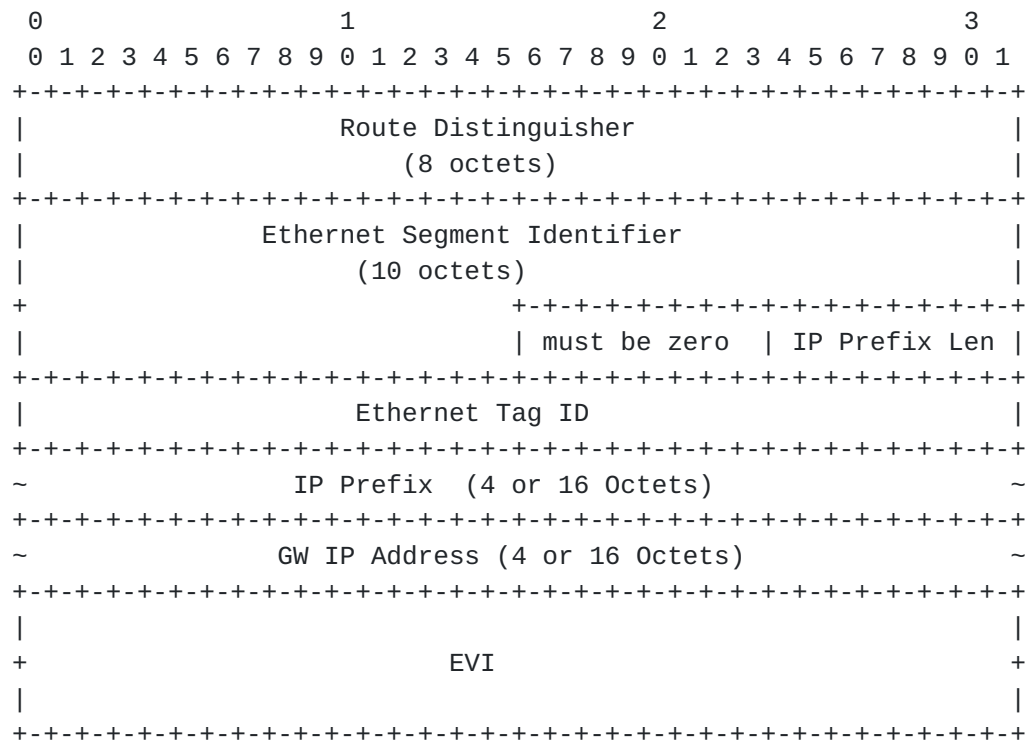 0                   1                   2                   3
 0 1 2 3 4 5 6 7 8 9 0 1 2 3 4 5 6 7 8 9 0 1 2 3 4 5 6 7 8 9 0 1
+-+-+-+-+-+-+-+-+-+-+-+-+-+-+-+-+-+-+-+-+-+-+-+-+-+-+-+-+-+-+-+-+
|                    Route Distinguisher                        |
|                        (8 octets)                             |
+-+-+-+-+-+-+-+-+-+-+-+-+-+-+-+-+-+-+-+-+-+-+-+-+-+-+-+-+-+-+-+-+
|               Ethernet Segment Identifier                     |
|                     (10 octets)                               |
+                               +-+-+-+-+-+-+-+-+-+-+-+-+-+-+-+-+
|                               | must be zero  | IP Prefix Len |
+-+-+-+-+-+-+-+-+-+-+-+-+-+-+-+-+-+-+-+-+-+-+-+-+-+-+-+-+-+-+-+-+
|                     Ethernet Tag ID                           |
+-+-+-+-+-+-+-+-+-+-+-+-+-+-+-+-+-+-+-+-+-+-+-+-+-+-+-+-+-+-+-+-+
~                 IP Prefix  (4 or 16 Octets)                   ~
+-+-+-+-+-+-+-+-+-+-+-+-+-+-+-+-+-+-+-+-+-+-+-+-+-+-+-+-+-+-+-+-+
~                GW IP Address (4 or 16 Octets)                 ~
+-+-+-+-+-+-+-+-+-+-+-+-+-+-+-+-+-+-+-+-+-+-+-+-+-+-+-+-+-+-+-+-+
|                                                               |
+                           EVI                                 +
|                                                               |
+-+-+-+-+-+-+-+-+-+-+-+-+-+-+-+-+-+-+-+-+-+-+-+-+-+-+-+-+-+-+-+-+